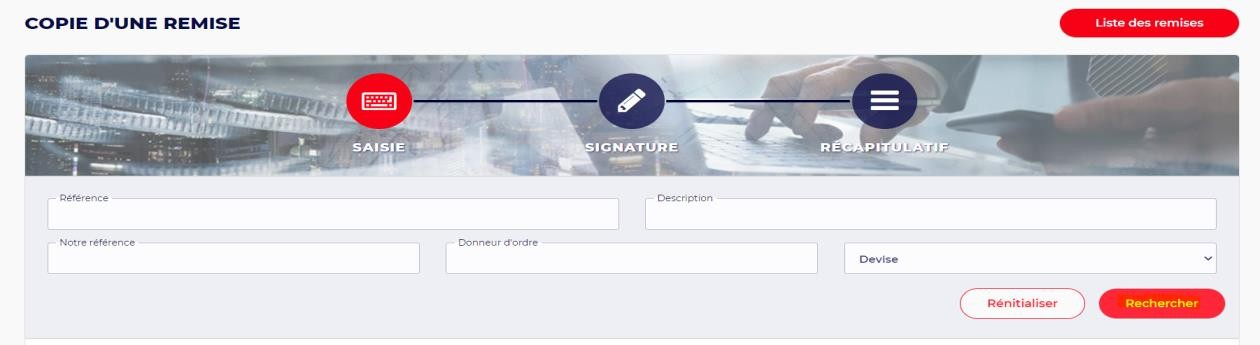 COPIE D'UNE REMISE
Liste des remises
SAISIE
SIGNATURE
RÉCAPITULATIF
Référence
Description
Notre référence
Donneur d'ordre
Devise
Rénitialiser
Rechercher